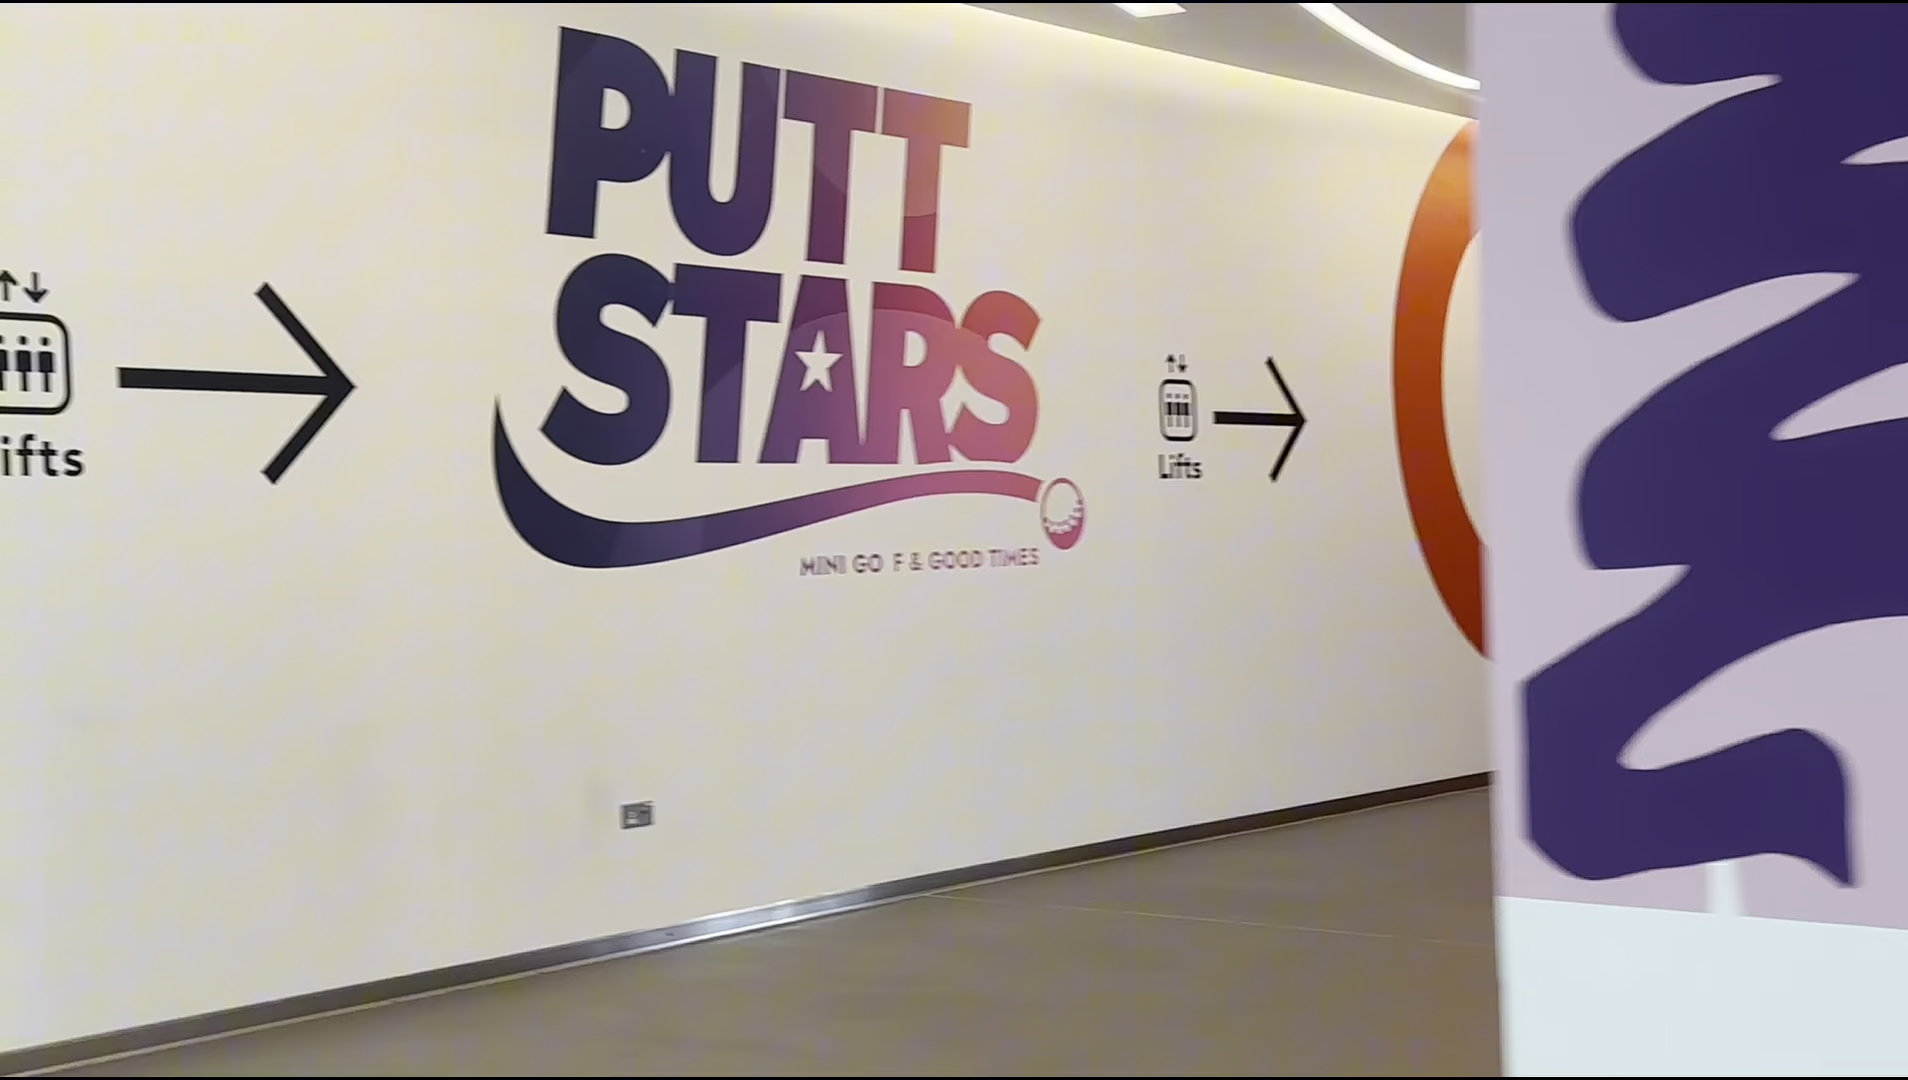 ifts
PUTT
STARS
MINI GO F & GOOD TIMES
Lifts